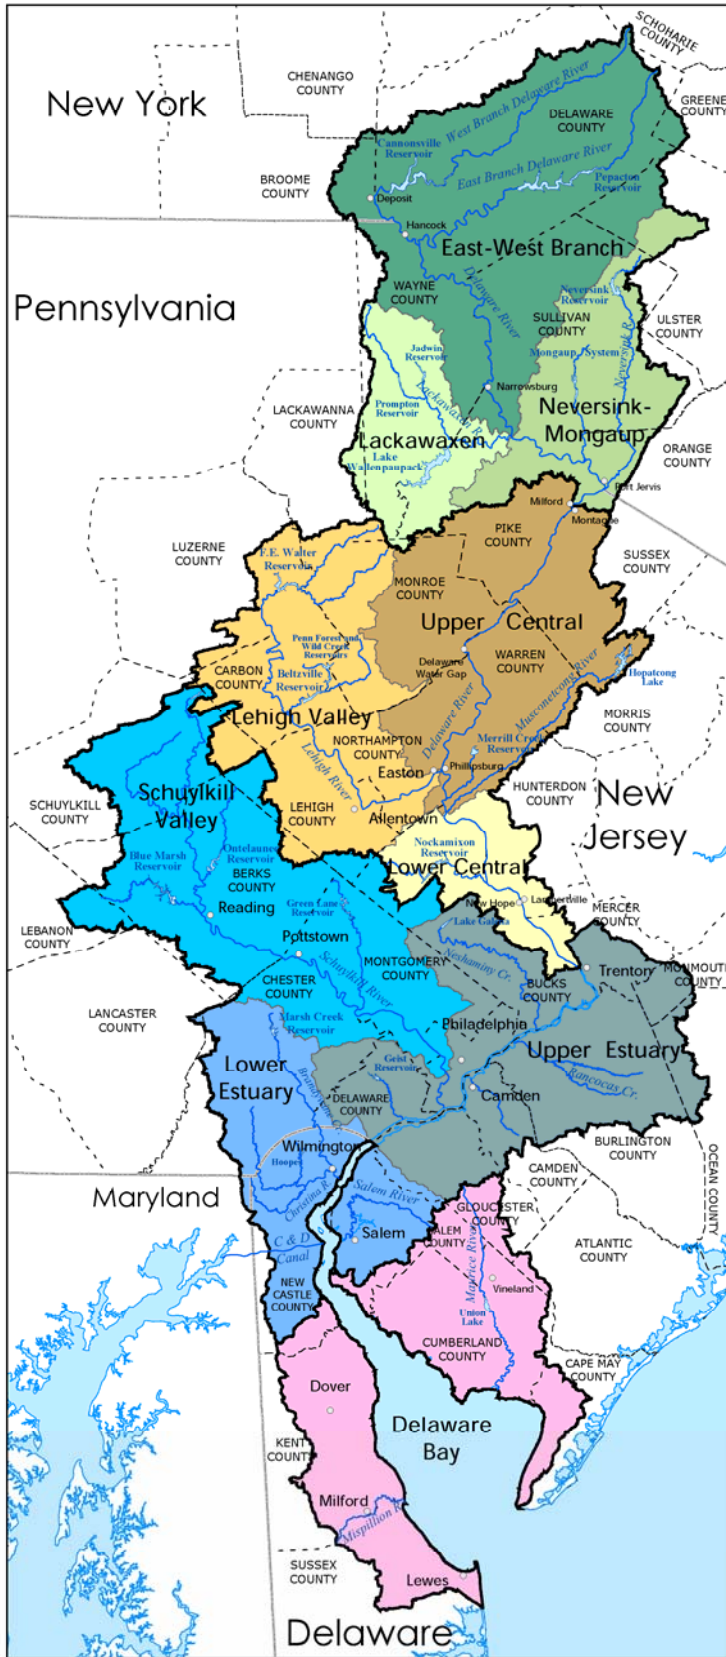 SCHOHARIE
COUNTY
CHENANGO
COUNTY
New York
GREENE
COUNTY
DELAWARE
COUNTY
West Branch Delaware River
Cannonsville
Reservoir
East Branch Delaware River
BROOME
COUNTY
Pepacton
Reservoir
Deposit
Hancock
East-West Branch
WAYNE
COUNTY
Delaware River
Neversink
Reservoir
Pennsylvania
SULLIVAN
COUNTY
ULSTER
COUNTY
Neversink R.
Jadwin
Reservoir
Mongaup System
Narrowsburg
Lackawaxen R.
LACKAWANNA
COUNTY
Prompton
Reservoir
Neversink-
Mongaup
Lackawaxen
Lake
Wallenpaupack
ORANGE
COUNTY
Port Jervis
Milford
Montague
PIKE
COUNTY
LUZERNE
COUNTY
F.E. Walter
Reservoir
SUSSEX
COUNTY
MONROE
COUNTY
Upper Central
Penn Forest and
Wild Creek
Reservoirs
WARREN
COUNTY
Delaware
Water Gap
CARBON
COUNTY
Beltzville
Reservoir
Musconetcong River
Hopatcong
Lake
Lehigh Valley
Delaware River
MORRIS
COUNTY
NORTHAMPTON
COUNTY
Merrill Creek
Reservoir
Lehigh River
Easton
Phillipsburg
Schuylkill
Valley
HUNTERDON
COUNTY
New
Jersey
SCHUYLKILL
COUNTY
LEHIGH
COUNTY
Allentown
Ontelaunee
Reservoir
Nockamixon
Reservoir
Blue Marsh
Reservoir
Lower Central
BERKS
COUNTY
Green Lane
Reservoir
New Hope
Lambertville
Reading
MERCER
COUNTY
Lake Galena
LEBANON
COUNTY
Pottstown
Neshaminy Cr.
MONTGOMERY
COUNTY
Schuylkill River
Trenton
MONMOUTH
COUNTY
CHESTER
COUNTY
BUCKS
COUNTY
LANCASTER
COUNTY
Marsh Creek
Reservoir
Philadelphia
Upper Estuary
Lower
Estuary
Geist
Reservoir
Rancocas Cr.
Brandywine Cr.
DELAWARE
COUNTY
Camden
Wilmington
BURLINGTON
COUNTY
OCEAN COUNTY
Hoopes
CAMDEN
COUNTY
Maryland
Christina R.
Salem River
GLOUCESTER
COUNTY
C & D
Canal
Salem
SALEM
COUNTY
Maurice River
ATLANTIC
COUNTY
NEW
CASTLE
COUNTY
Vineland
Union
Lake
CUMBERLAND
COUNTY
CAPE MAY
COUNTY
Dover
Delaware
Bay
KENT
COUNTY
Milford
Mispillion R.
SUSSEX
COUNTY
Lewes
Delaware